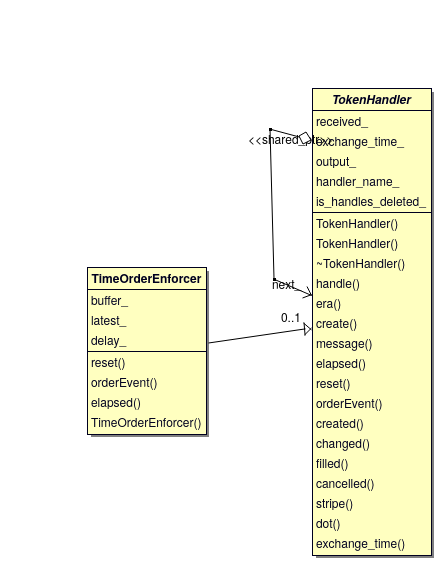 TokenHandler
received_
<<shared_ptr>>
exchange_time_
output_
handler_name_
is_handles_deleted_
TokenHandler()
TokenHandler()
~TokenHandler()
handle()
next_
era()
0..1
create()
message()
elapsed()
reset()
orderEvent()
created()
changed()
filled()
cancelled()
stripe()
dot()
exchange_time()
TimeOrderEnforcer
buffer_
latest_
delay_
reset()
orderEvent()
elapsed()
TimeOrderEnforcer()